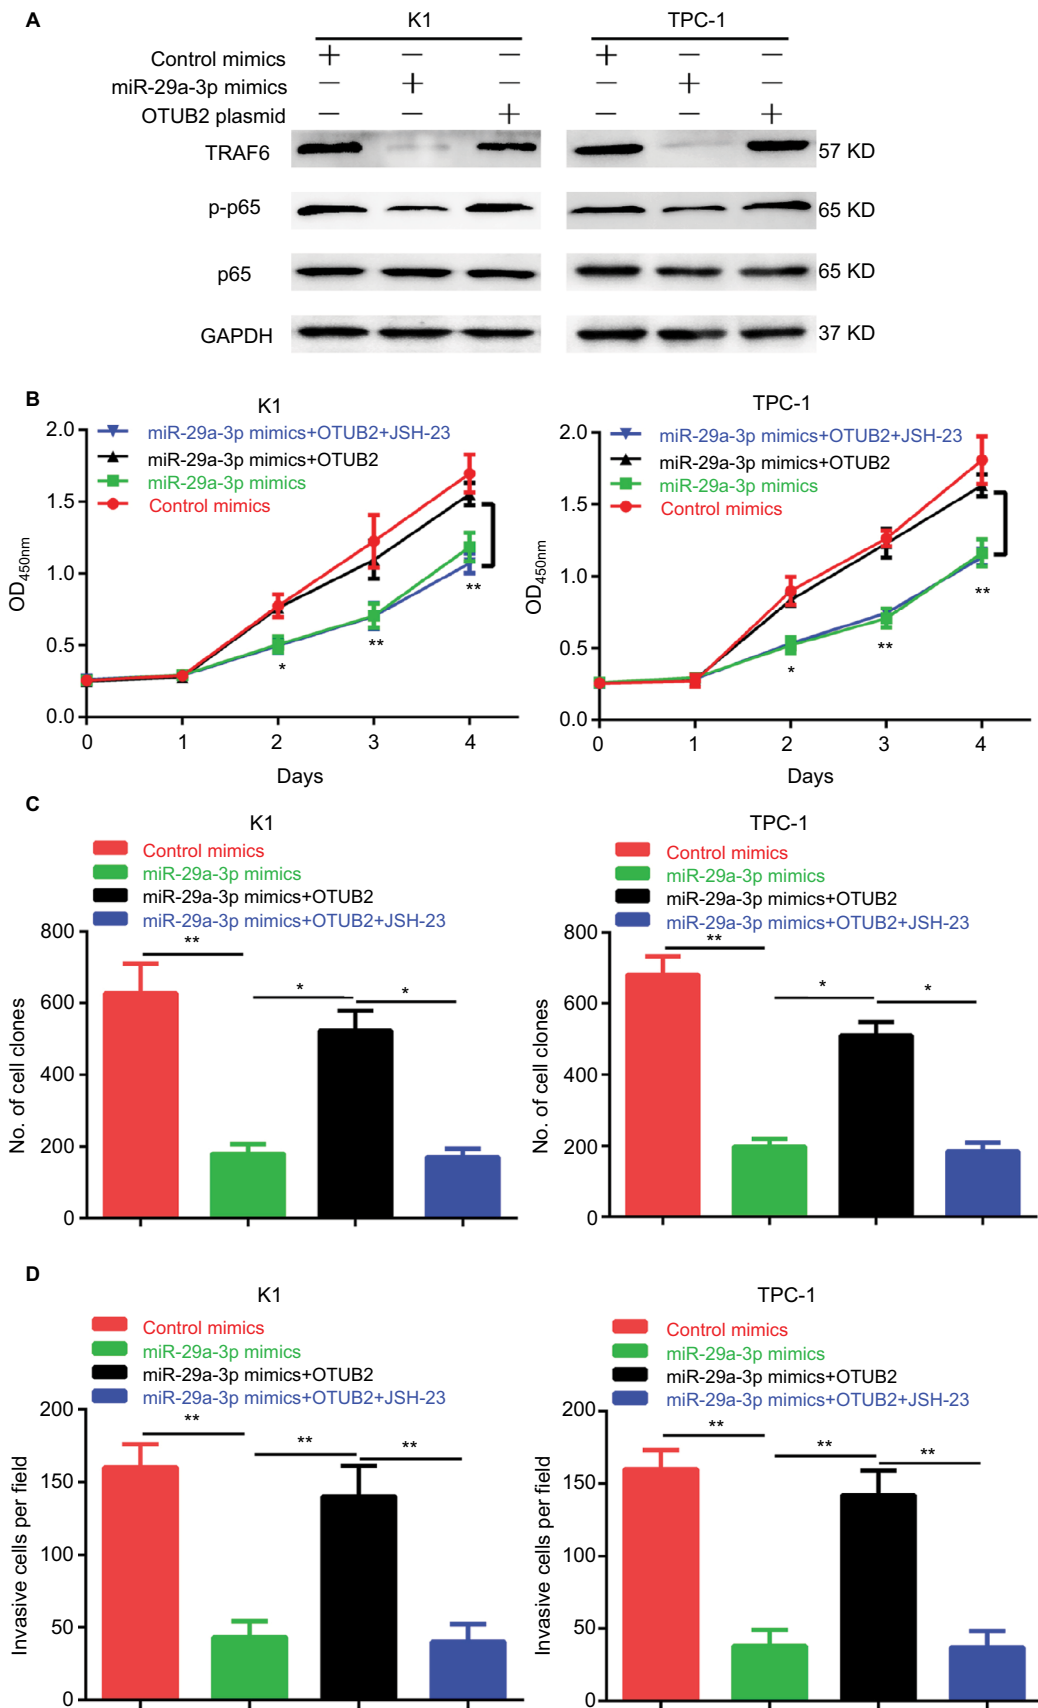 A
K1
TPC-1
Control mimics + — — + — —
miR-29a-3p mimics — + — — + —
OTUB2 plasmid — — + — — +
TRAF6 57 KD
p-p65 65 KD
p65 65 KD
GAPDH 37 KD
B
K1
miR-29a-3p mimics+OTUB2+JSH-23
miR-29a-3p mimics+OTUB2
miR-29a-3p mimics
Control mimics
OD450nm
2.0
1.5
1.0
0.5
0.0
* ** **
0 1 2 3 4
Days
TPC-1
miR-29a-3p mimics+OTUB2+JSH-23
miR-29a-3p mimics+OTUB2
miR-29a-3p mimics
Control mimics
OD450nm
2.0
1.5
1.0
0.5
0.0
* ** **
0 1 2 3 4
Days
C
K1
Control mimics
miR-29a-3p mimics
miR-29a-3p mimics+OTUB2
miR-29a-3p mimics+OTUB2+JSH-23
No. of cell clones
800
600
400
200
0
** * *
TPC-1
Control mimics
miR-29a-3p mimics
miR-29a-3p mimics+OTUB2
miR-29a-3p mimics+OTUB2+JSH-23
No. of cell clones
800
600
400
200
0
** * *
D
K1
Control mimics
miR-29a-3p mimics
miR-29a-3p mimics+OTUB2
miR-29a-3p mimics+OTUB2+JSH-23
Invasive cells per field
200
150
100
50
0
** ** **
TPC-1
Control mimics
miR-29a-3p mimics
miR-29a-3p mimics+OTUB2
miR-29a-3p mimics+OTUB2+JSH-23
Invasive cells per field
200
150
100
50
0
** ** **